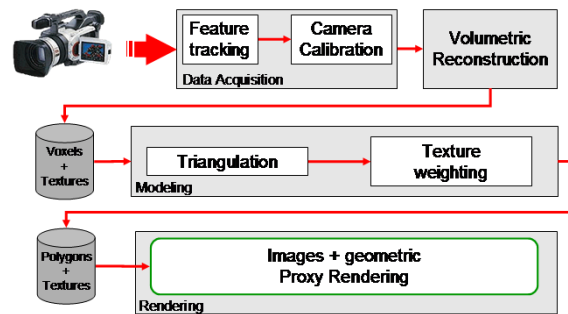 Feature
tracking
Camera
Calibration
Data Acquisition
Volumetric
Reconstruction
Voxels
+
Textures
Triangulation
Texture
weighting
Modeling
Polygons
+
Textures
Images + geometric
Proxy Rendering
Rendering